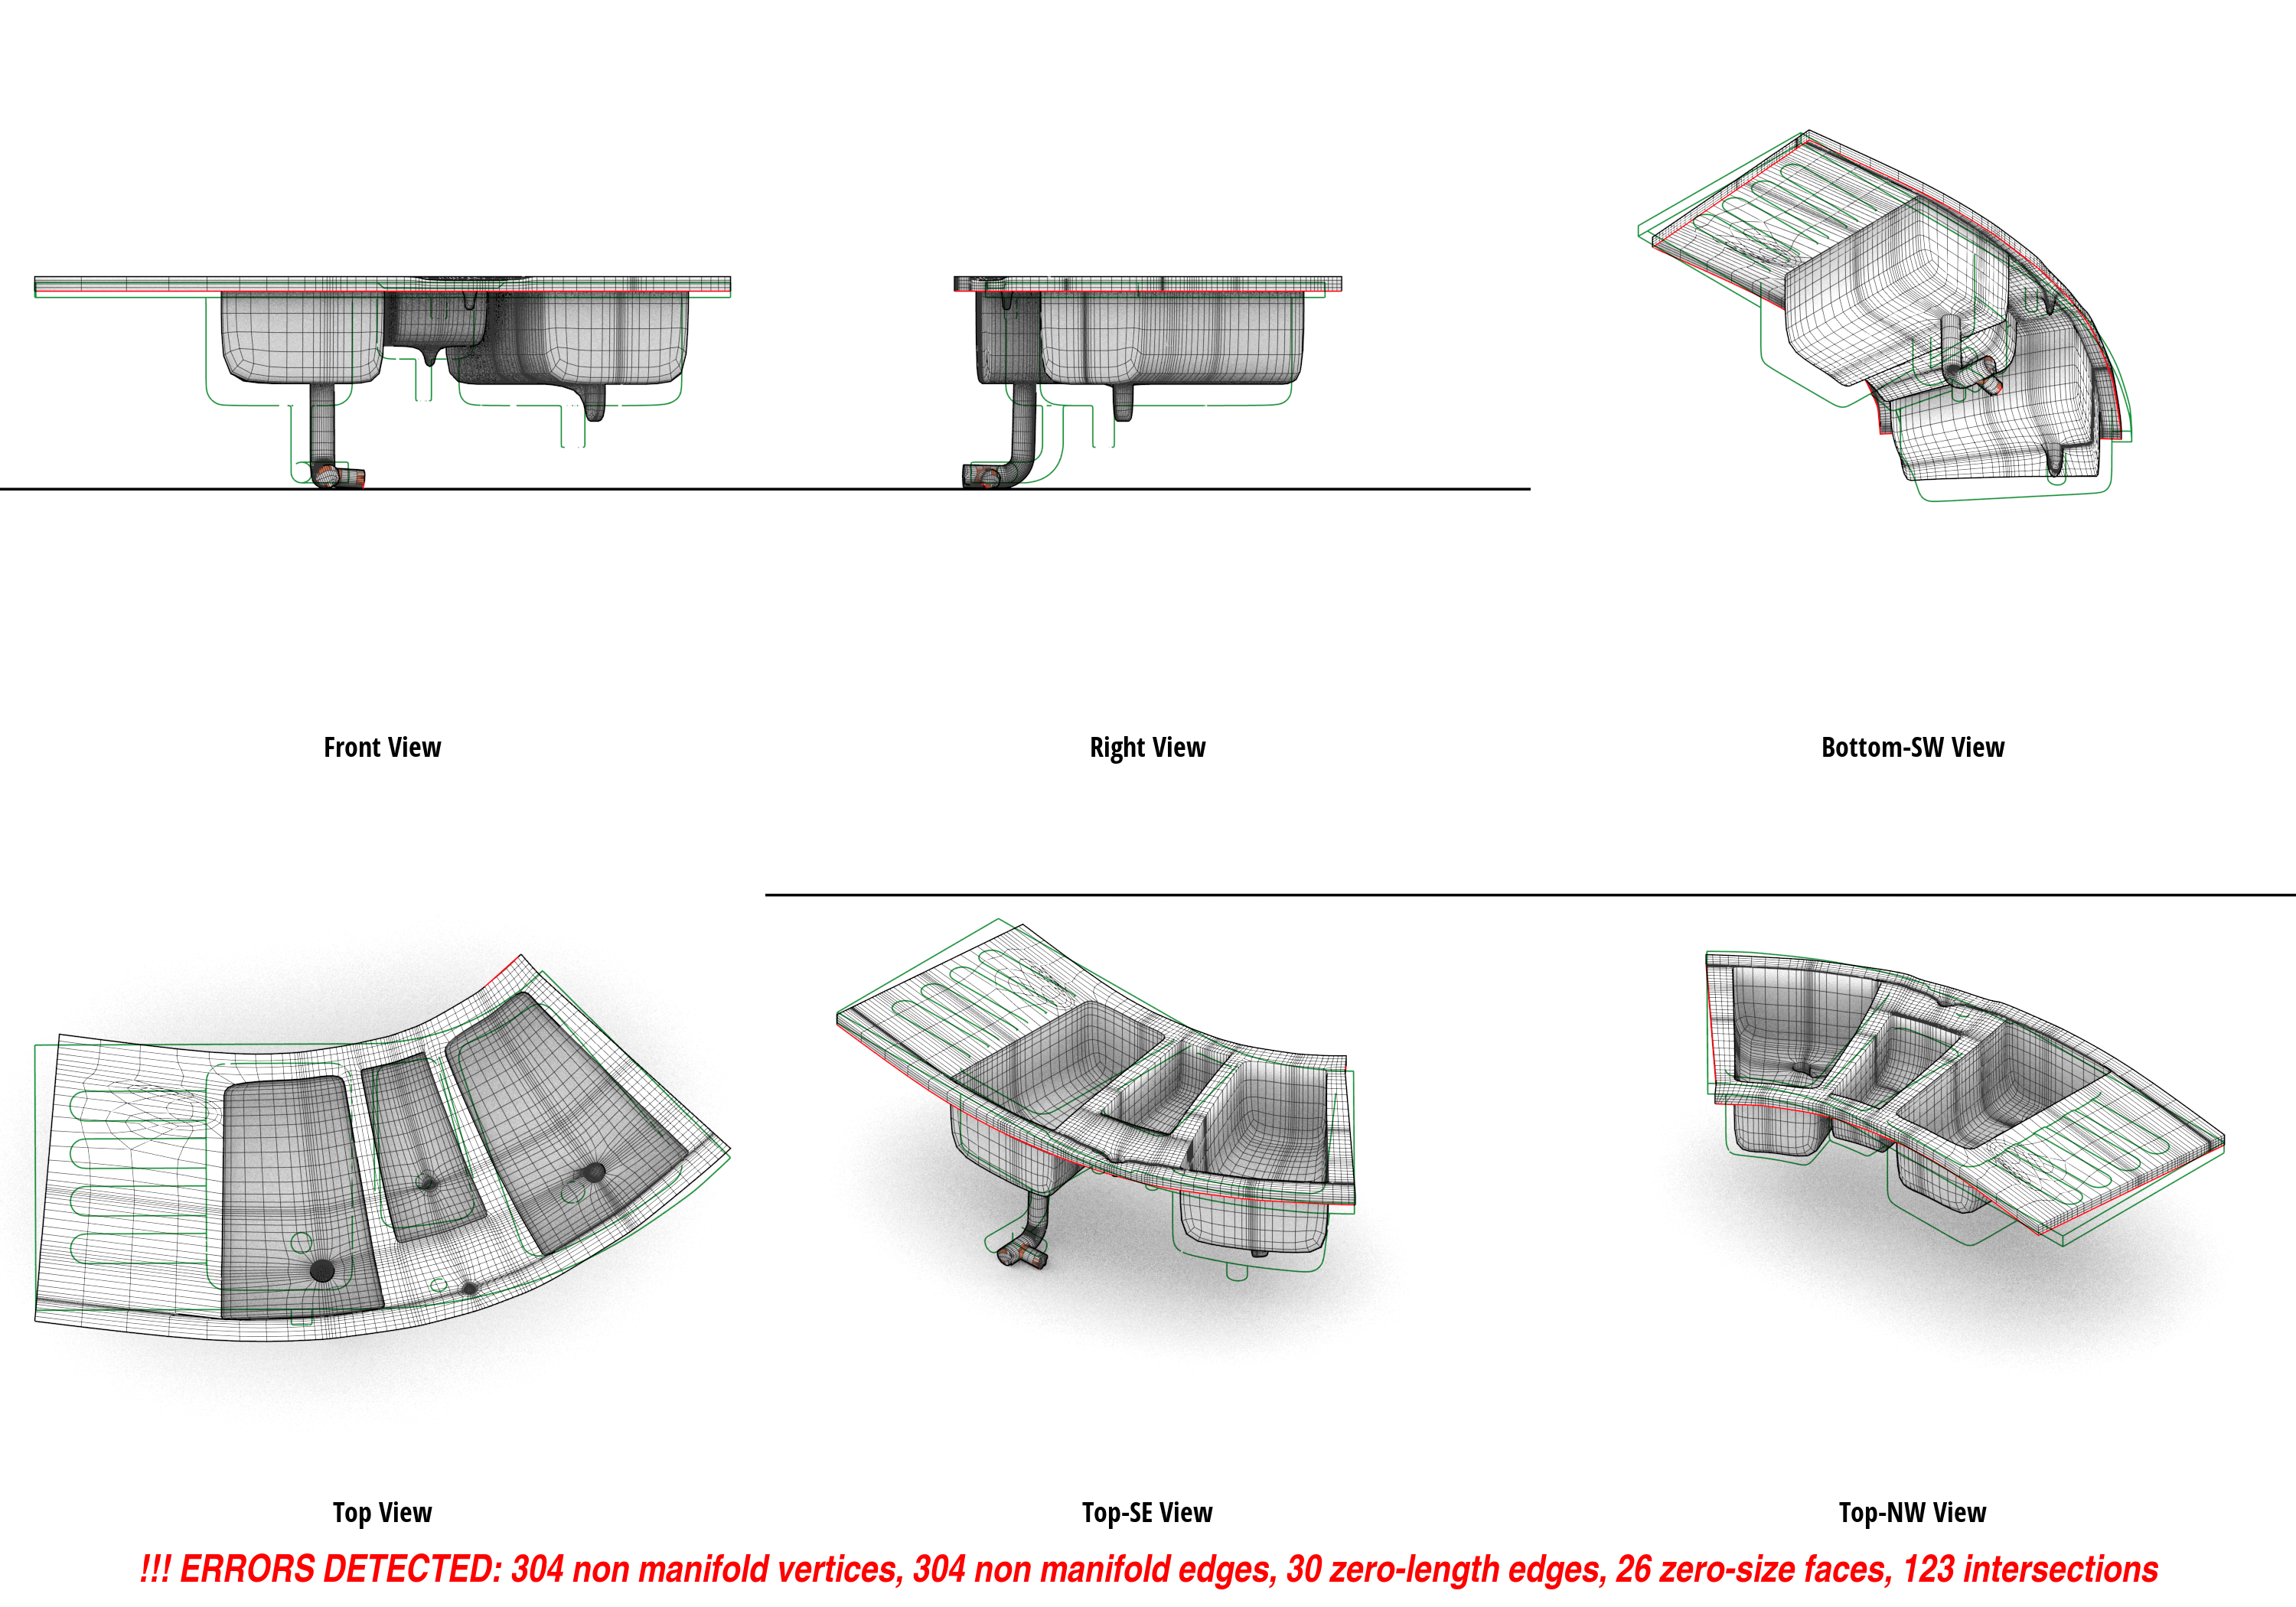 Front View
Right View
Bottom-SW View
Top View
Top-SE View
Top-NW View
!!! ERRORS DETECTED: 304 non manifold vertices, 304 non manifold edges, 30 zero-length edges, 26 zero-size faces, 123 intersections